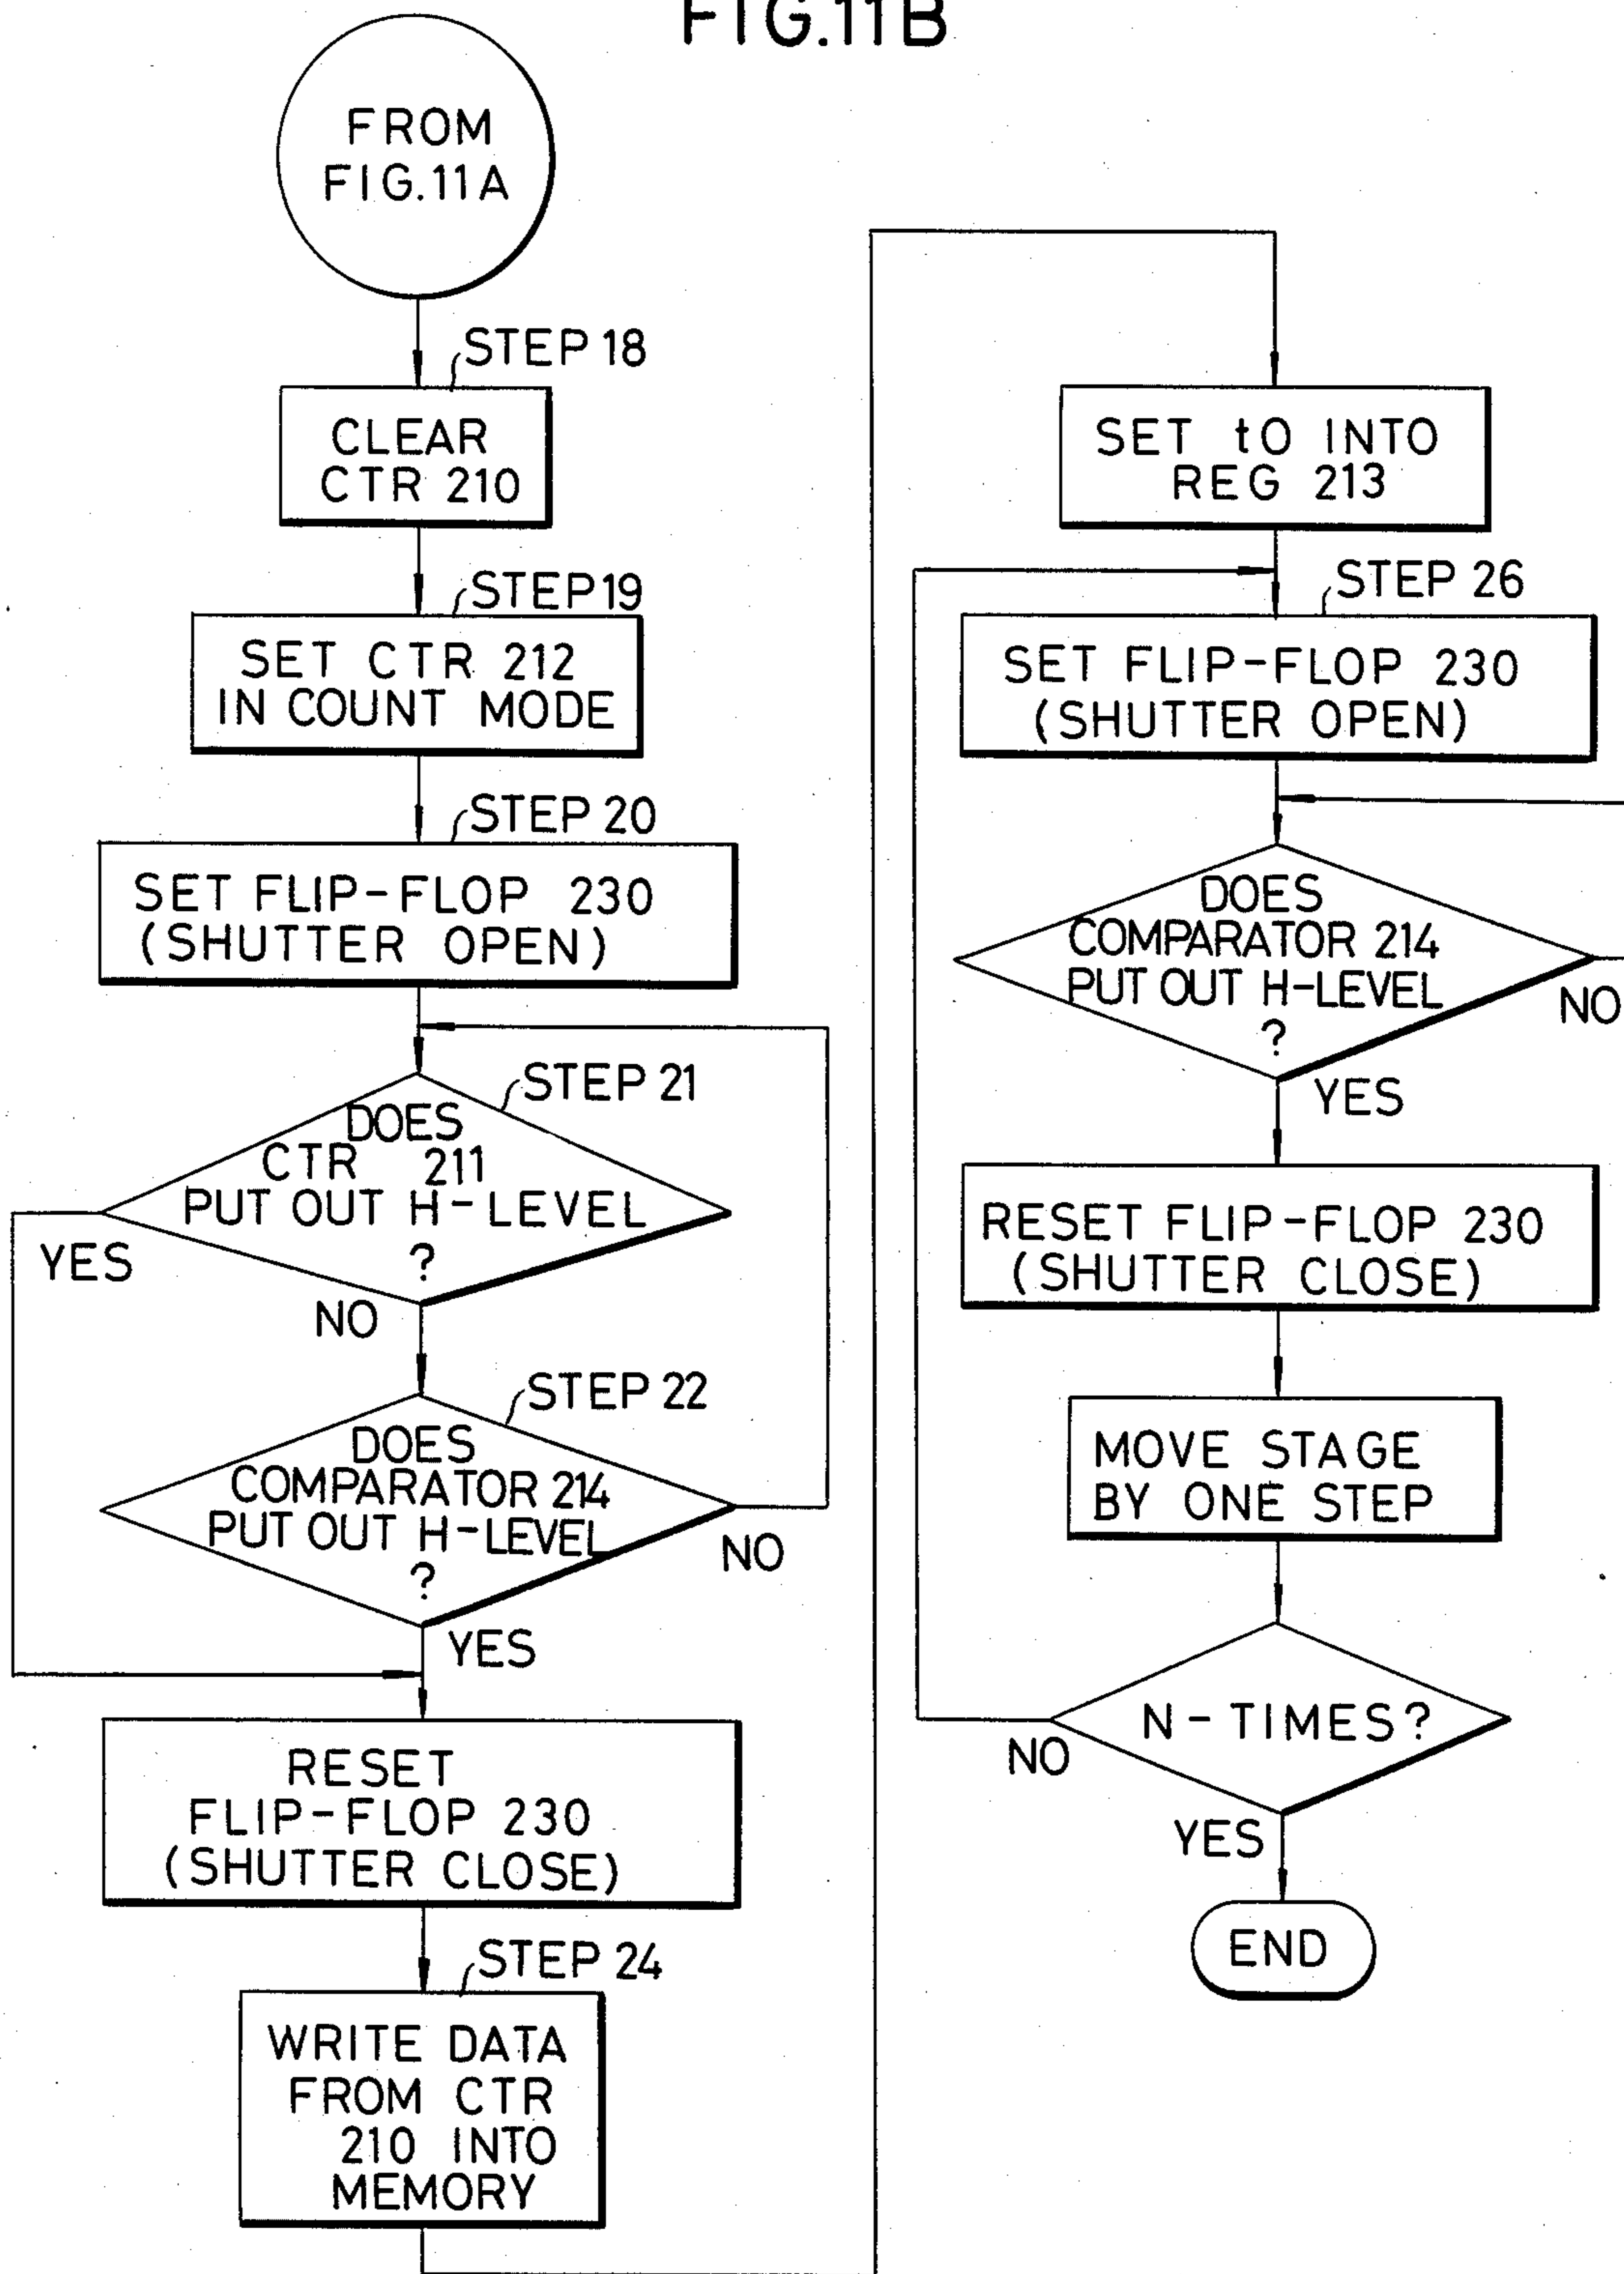 FIG.11B
FROM
FIG.11A
STEP 18
CLEAR
CTR 210
STEP19
SET CTR 212
IN COUNT MODE
STEP 20
SET FLIP-FLOP 230
(SHUTTER OPEN)
STEP 21
DOES
CTR 211
PUT OUT H-LEVEL
?
YES
NO
STEP 22
DOES
COMPARATOR 214
PUT OUT H-LEVEL
?
NO
YES
RESET
FLIP-FLOP 230
(SHUTTER CLOSE)
STEP 24
WRITE DATA
FROM CTR
210 INTO
MEMORY
SET tO INTO
REG 213
STEP 26
SET FLIP-FLOP 230
(SHUTTER OPEN)
DOES
COMPARATOR 214
PUT OUT H-LEVEL
?
NO
YES
RESET FLIP-FLOP 230
(SHUTTER CLOSE)
MOVE STAGE
BY ONE STEP
N-TIMES?
NO
YES
END